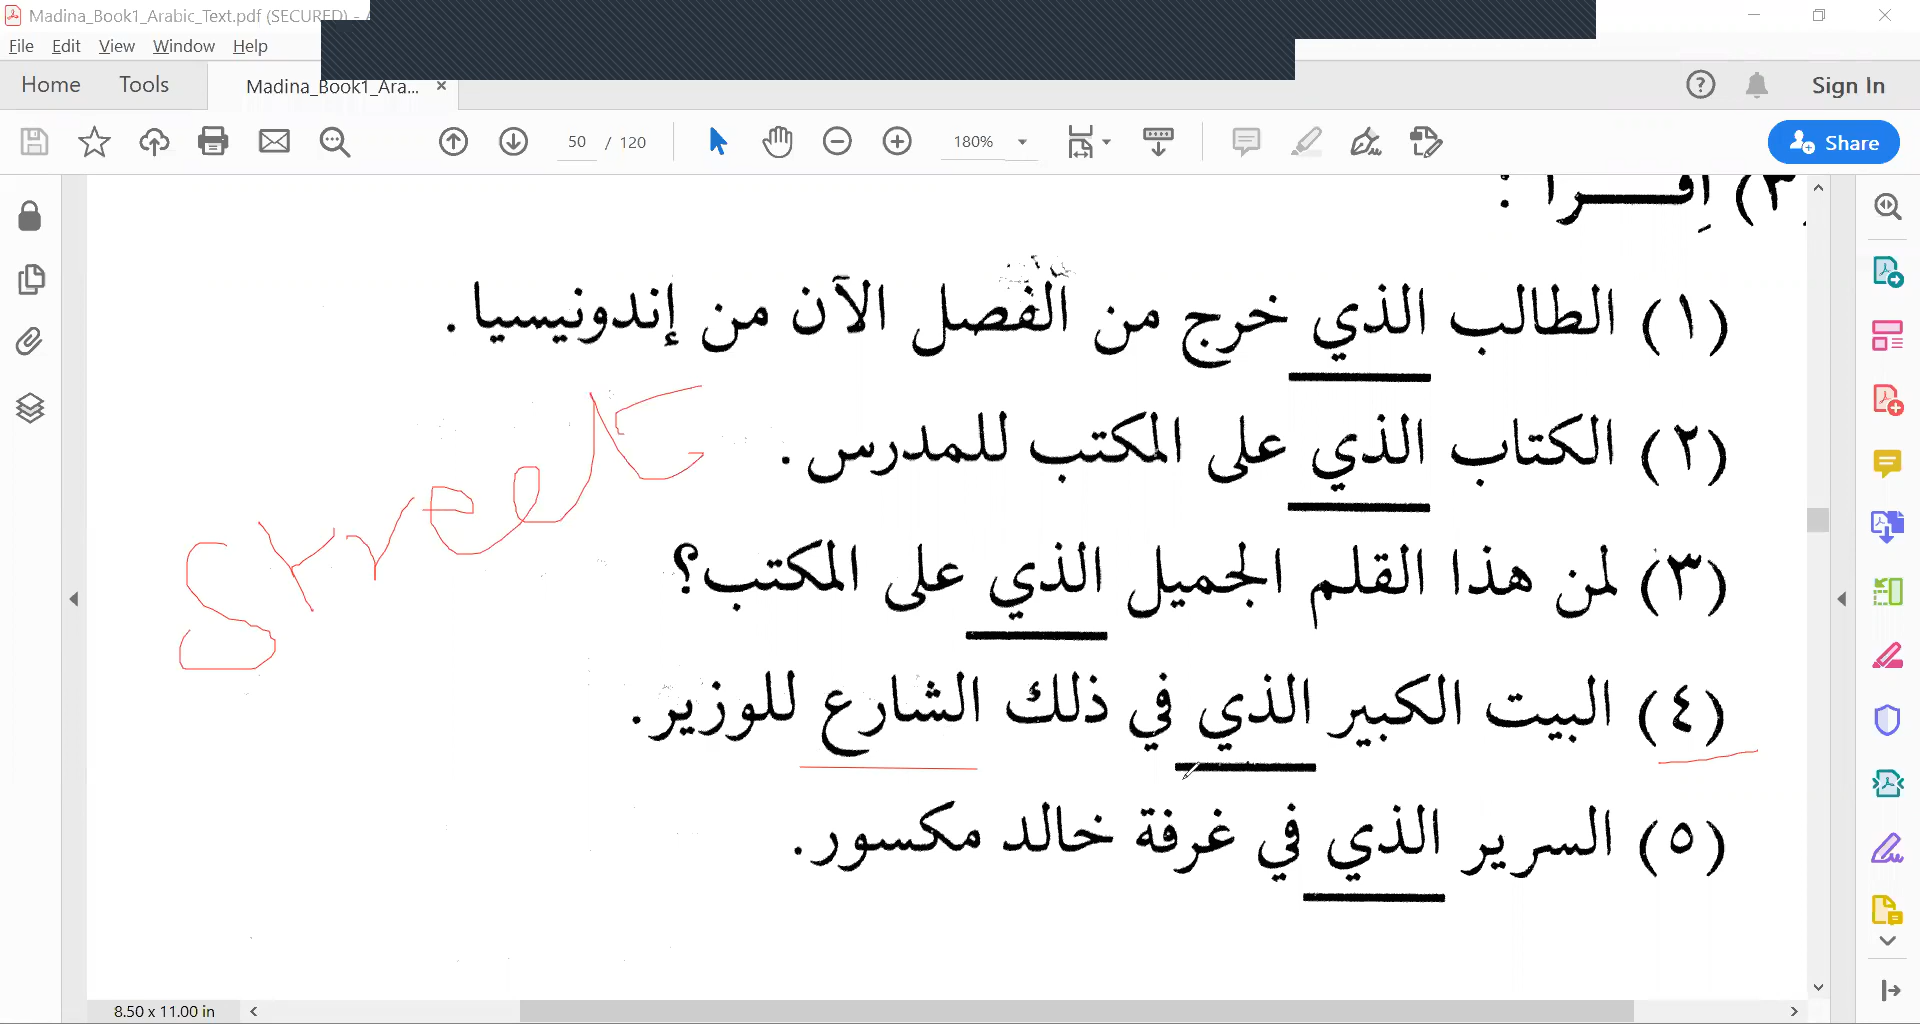 Madina_Book1_Arabic_Text.pdf (SECURED) -
File Edit View Window Help
Home Tools Madina_Book1_Ara... × Sign In
50 / 120 180% Share
(٣) اِقرأ :
(١) الطالب الذي خرج من الفصل الآن من إندونيسيا.
(٢) الكتاب الذي على المكتب للمدرس.
(٣) لمن هذا القلم الجميل الذي على المكتب؟
(٤) البيت الكبير الذي في ذلك الشارع للوزير.
(٥) السرير الذي في غرفة خالد مكسور.
Street
8.50 x 11.00 in